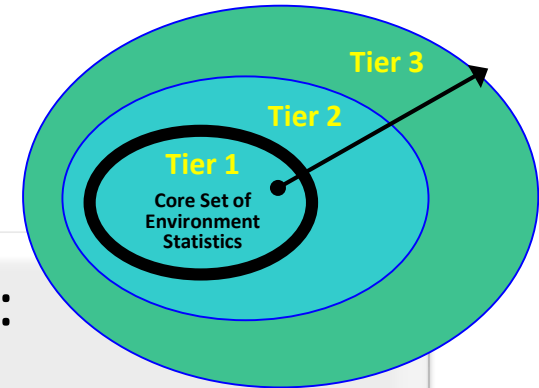 Tier 3
Tier 2
Tier 1
Core Set of
Environment
Statistics
: